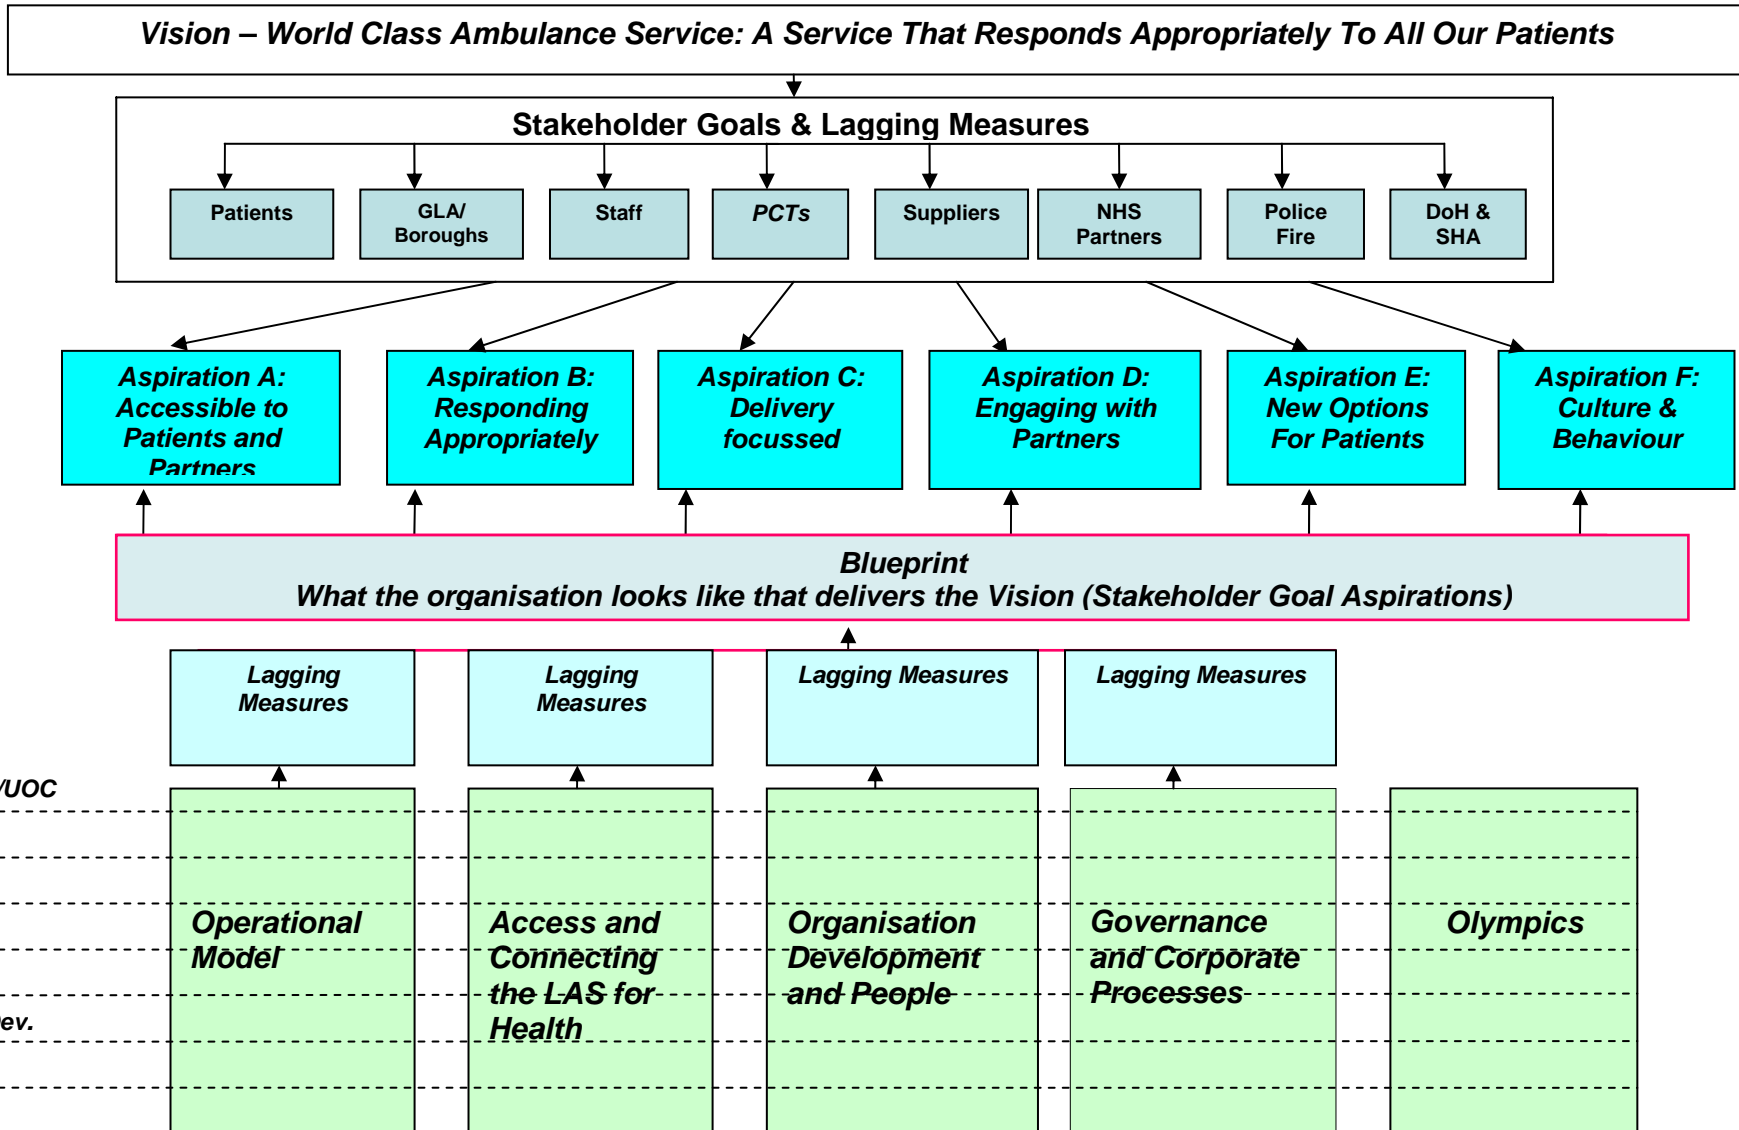 Vision – World Class Ambulance Service: A Service That Responds Appropriately To All Our Patients
Stakeholder Goals & Lagging Measures
Patients
GLA/
Boroughs
Staff
PCTs
Suppliers
NHS
Partners
Police
Fire
DoH &
SHA
Aspiration A:
Accessible to
Patients and
Partners
Aspiration B:
Responding
Appropriately
Aspiration C:
Delivery
focussed
Aspiration D:
Engaging with
Partners
Aspiration E:
New Options
For Patients
Aspiration F:
Culture &
Behaviour
Blueprint
What the organisation looks like that delivers the Vision (Stakeholder Goal Aspirations)
Lagging
Measures
Lagging
Measures
Lagging Measures
Lagging Measures
/UOC
Operational
Model
Access and
Connecting
the LAS for
Health
Organisation
Development
and People
Governance
and Corporate
Processes
Olympics
ev.